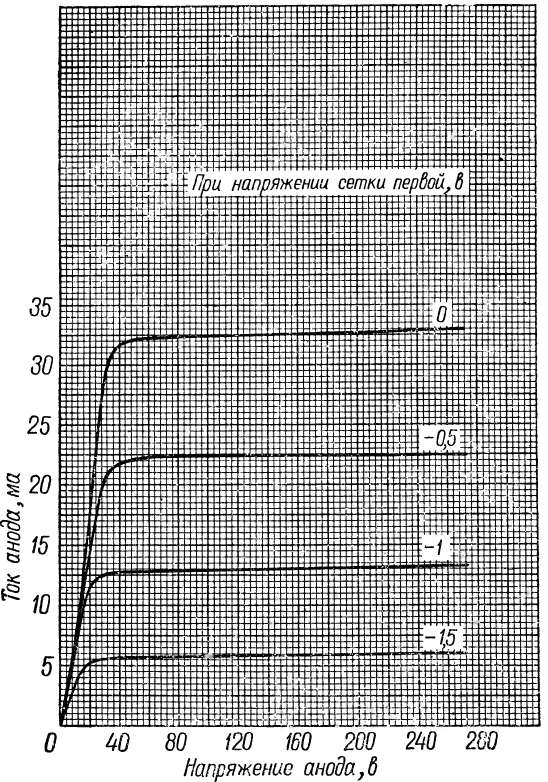 При напряжении сетки первой, в
0
35
30
-0,5
25
20
-1
15
10
-1,5
5
Ток анода, ма
0 40 80 120 160 200 240 280
Напряжение анода, в